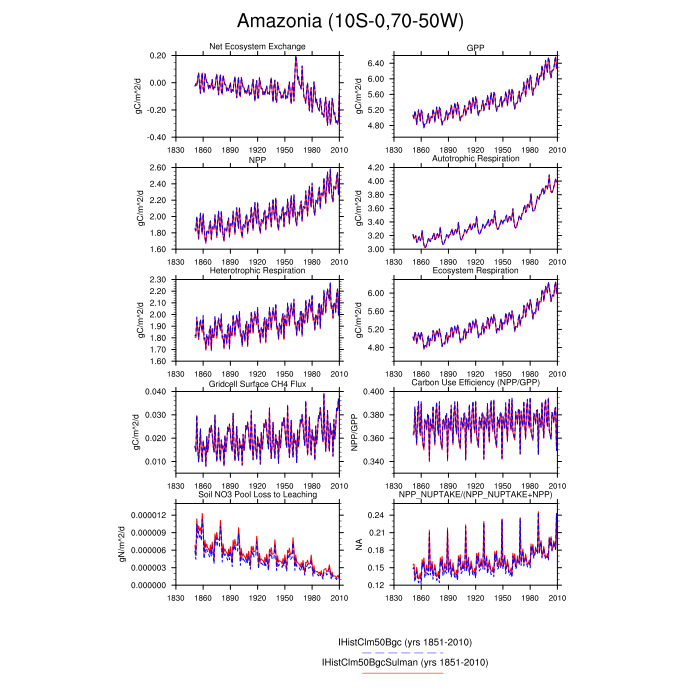 Amazonia (10S-0,70-50W)
Net Ecosystem Exchange
GPP
gC/m^2/d
0.20
0.00
-0.20
-0.40
1830 1860 1890 1920 1950 1980 2010
gC/m^2/d
6.40
6.00
5.60
5.20
4.80
1830 1860 1890 1920 1950 1980 2010
NPP
Autotrophic Respiration
gC/m^2/d
2.60
2.40
2.20
2.00
1.80
1.60
1830 1860 1890 1920 1950 1980 2010
gC/m^2/d
4.20
4.00
3.80
3.60
3.40
3.20
3.00
1830 1860 1890 1920 1950 1980 2010
Heterotrophic Respiration
Ecosystem Respiration
gC/m^2/d
2.30
2.20
2.10
2.00
1.90
1.80
1.70
1.60
1830 1860 1890 1920 1950 1980 2010
gC/m^2/d
6.00
5.60
5.20
4.80
1830 1860 1890 1920 1950 1980 2010
Gridcell Surface CH4 Flux
Carbon Use Efficiency (NPP/GPP)
gC/m^2/d
0.040
0.030
0.020
0.010
1830 1860 1890 1920 1950 1980 2010
NPP/GPP
0.400
0.380
0.360
0.340
1830 1860 1890 1920 1950 1980 2010
Soil NO3 Pool Loss to Leaching
NPP_NUPTAKE/(NPP_NUPTAKE+NPP)
gN/m^2/d
0.000012
0.000009
0.000006
0.000003
0.000000
1830 1860 1890 1920 1950 1980 2010
NA
0.24
0.21
0.18
0.15
0.12
1830 1860 1890 1920 1950 1980 2010
IHistClm50Bgc (yrs 1851-2010)
IHistClm50BgcSulman (yrs 1851-2010)